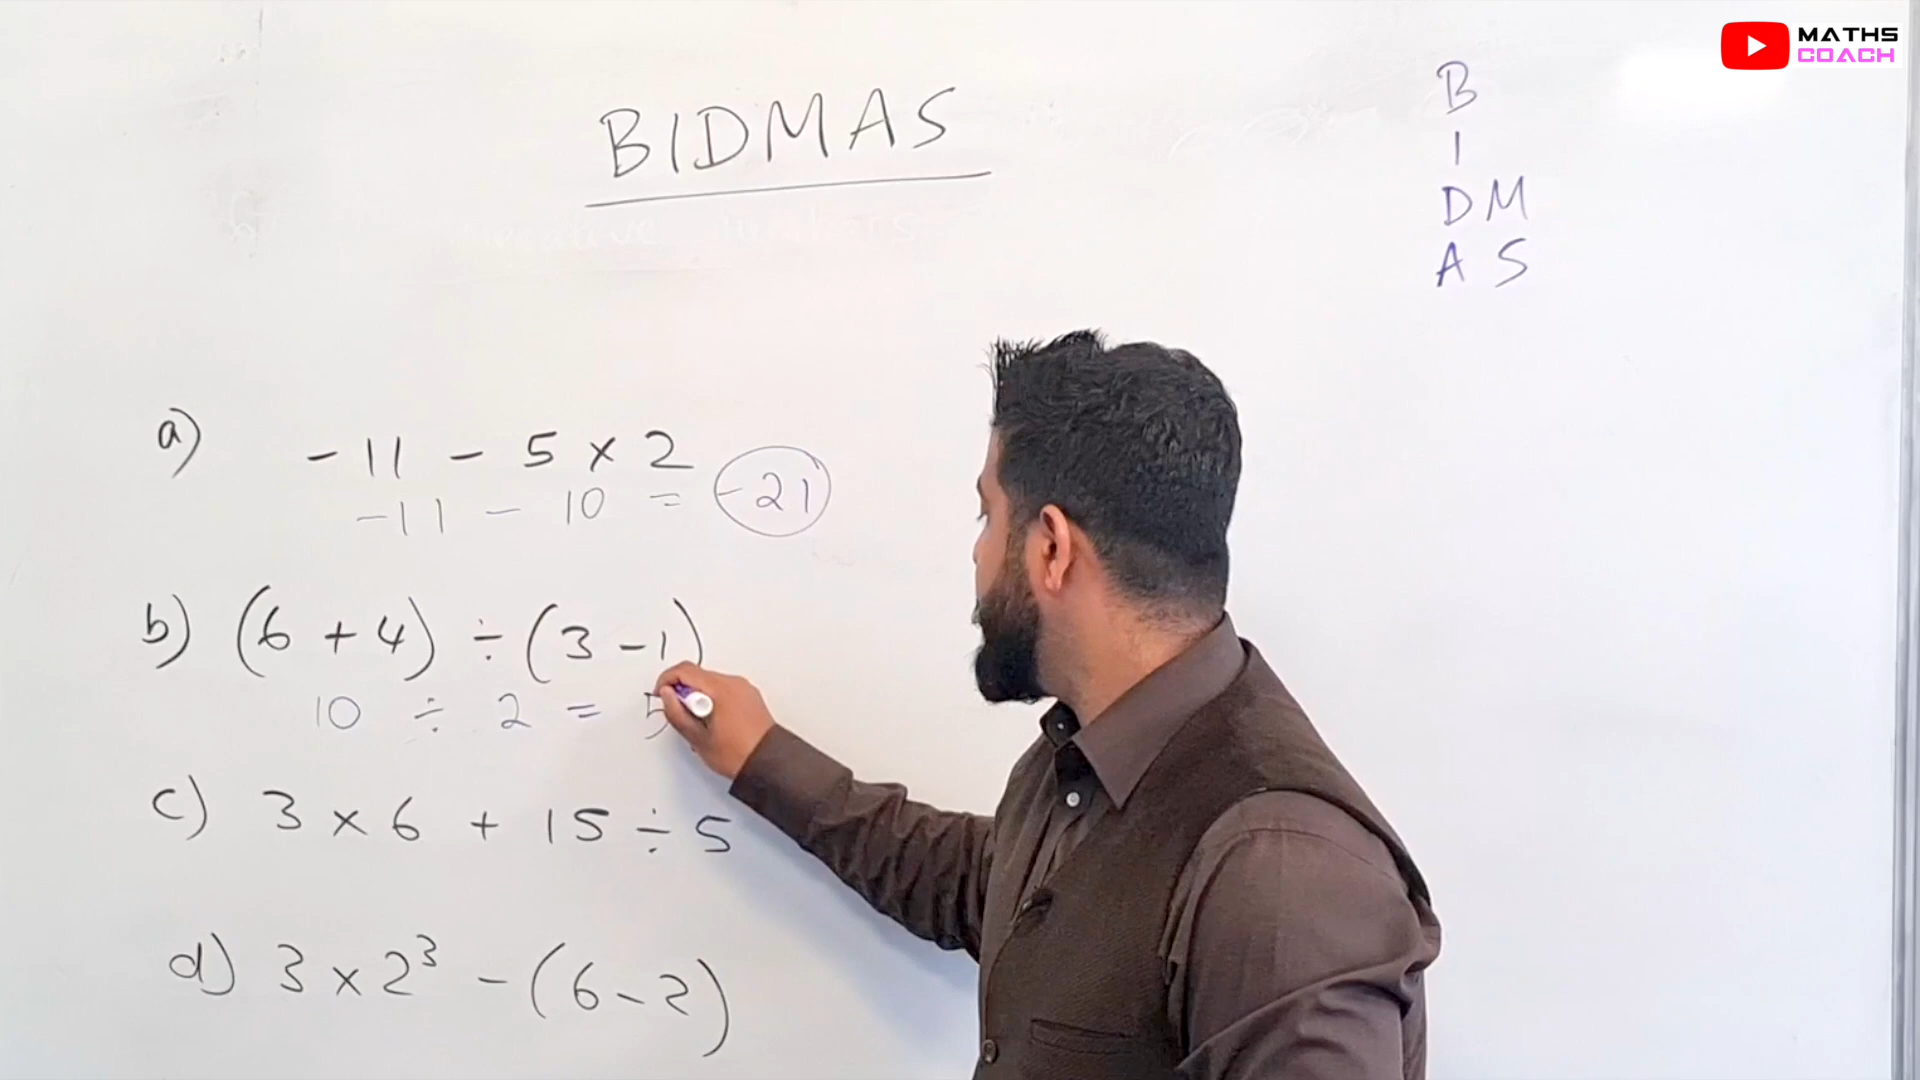 MATHS
COACH
BIDMAS
B
I
D M
A S
a) -11 - 5 × 2
-11 - 10 = -21
b) (6 + 4) ÷ (3 - 1)
10 ÷ 2 = 5
c) 3 × 6 + 15 ÷ 5
d) 3 × 2³ - (6 - 2)